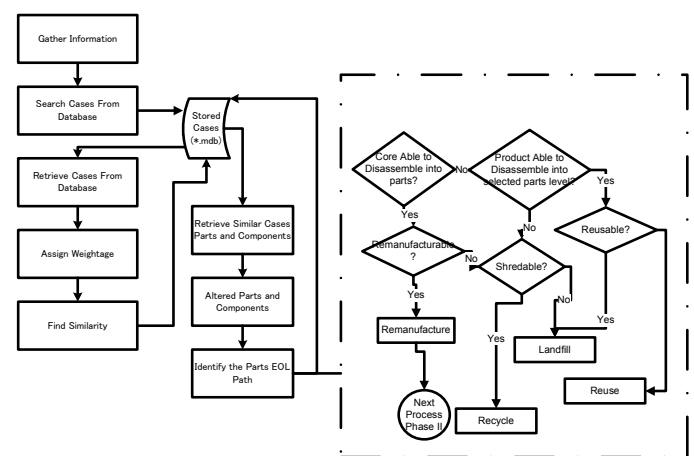 Gather Information
Search Cases From
Database
Retrieve Cases From
Database
Assign Weightage
Find Similarity
Stored
Cases
(*.mdb)
Retrieve Similar Cases
Parts and Components
Altered Parts and
Components
Identify the Parts EOL
Path
Core Able to
Disassemble into
parts?
No
Product Able to
Disassemble into
selected parts level?
Yes
Yes
No
Remanufacturable
?
No
Shredable?
Reusable?
Yes
No
Yes
Yes
Remanufacture
Landfill
Reuse
Next
Process
Phase II
Recycle